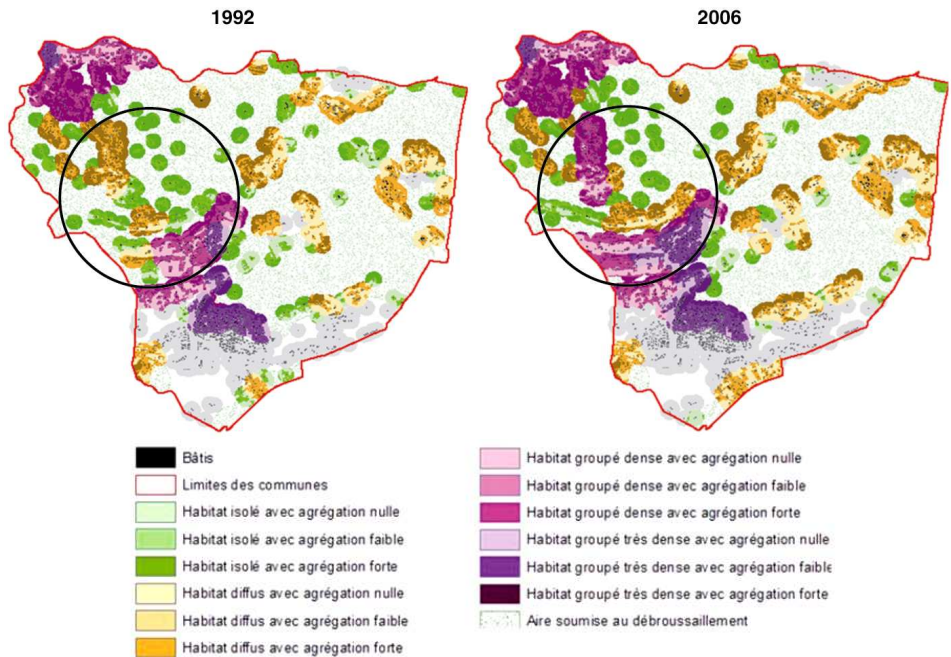 1992
2006
Bâtis
Limites des communes
Habitat isolé avec agrégation nulle
Habitat isolé avec agrégation faible
Habitat isolé avec agrégation forte
Habitat diffus avec agrégation nulle
Habitat diffus avec agrégation faible
Habitat diffus avec agrégation forte
Habitat groupé dense avec agrégation nulle
Habitat groupé dense avec agrégation faible
Habitat groupé dense avec agrégation forte
Habitat groupé très dense avec agrégation nulle
Habitat groupé très dense avec agrégation faible
Habitat groupé très dense avec agrégation forte
Aire soumise au débroussaillement